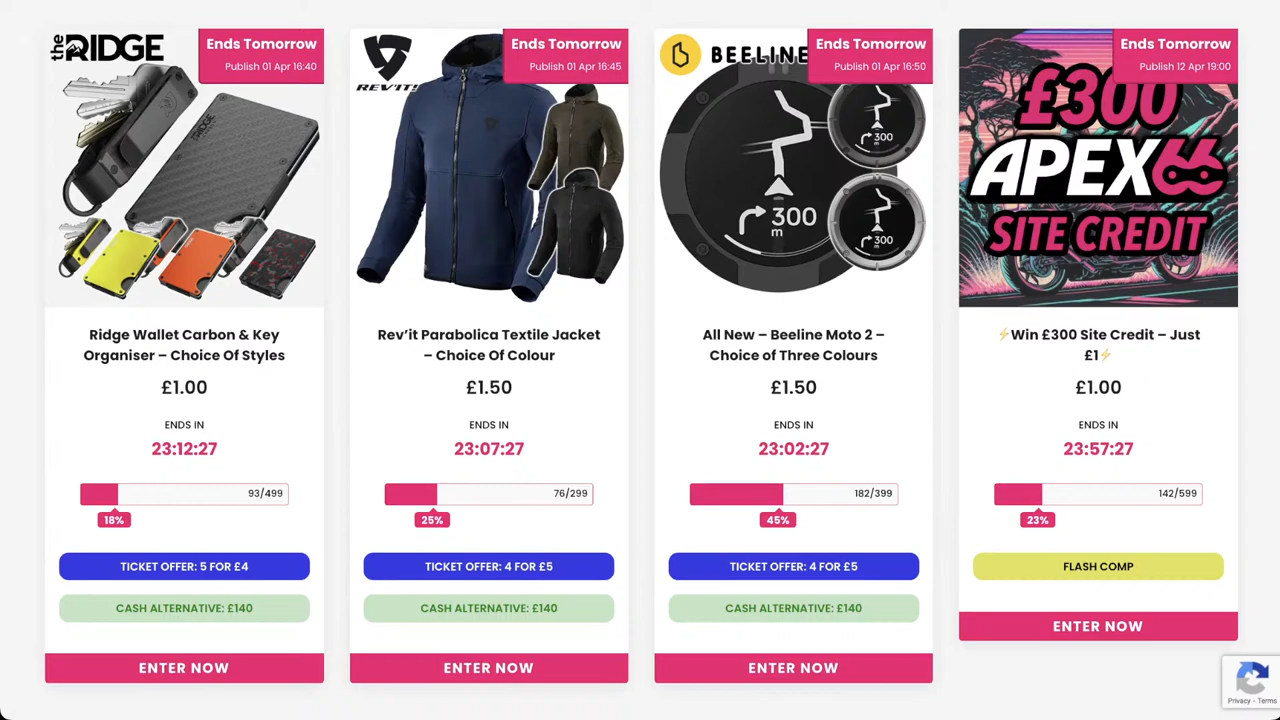 the RIDGE
Ends Tomorrow
Publish 01 Apr 16:40
RIDGE
Ridge Wallet Carbon & Key
Organiser – Choice Of Styles
£1.00
ENDS IN
23:12:27
93/499
18%
TICKET OFFER: 5 FOR £4
CASH ALTERNATIVE: £140
ENTER NOW
REV'IT!
Ends Tomorrow
Publish 01 Apr 16:45
Rev’it Parabolica Textile Jacket
– Choice Of Colour
£1.50
ENDS IN
23:07:27
76/299
25%
TICKET OFFER: 4 FOR £5
CASH ALTERNATIVE: £140
ENTER NOW
BEELINE
Ends Tomorrow
Publish 01 Apr 16:50
300
m
300
300
All New – Beeline Moto 2 –
Choice of Three Colours
£1.50
ENDS IN
23:02:27
182/399
45%
TICKET OFFER: 4 FOR £5
CASH ALTERNATIVE: £140
ENTER NOW
Ends Tomorrow
Publish 12 Apr 19:00
£300
APEX66
SITE CREDIT
⚡Win £300 Site Credit – Just
£1⚡
£1.00
ENDS IN
23:57:27
142/599
23%
FLASH COMP
ENTER NOW
Privacy - Terms